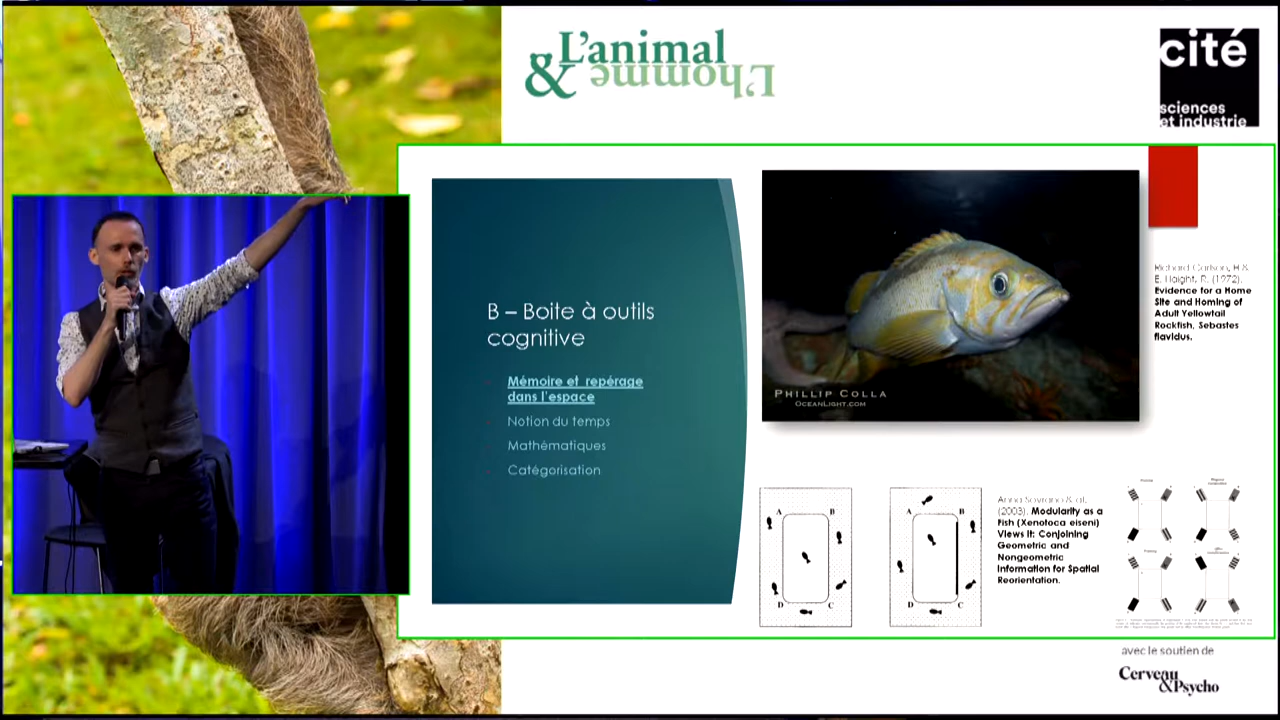 L'animal
& L'homme
cité
sciences
et industrie
B – Boite à outils
cognitive
Mémoire et repérage
dans l'espace
Notion du temps
Mathématiques
Catégorisation
PHILLIP COLLA
OCEANLIGHT.COM
Richard Carlson, H &
E. Haight, R. (1972).
Evidence for a Home
Site and Homing of
Adult Yellowtail
Rockfish, Sebastes
flavidus.
A B
D C
A B
D C
Anna Sovrano & al.
(2003). Modularity as a
Fish (Xenotoca eiseni)
Views It: Conjoining
Geometric and
Nongeometric
Information for Spatial
Reorientation.
avec le soutien de
Cerveau
&Psycho